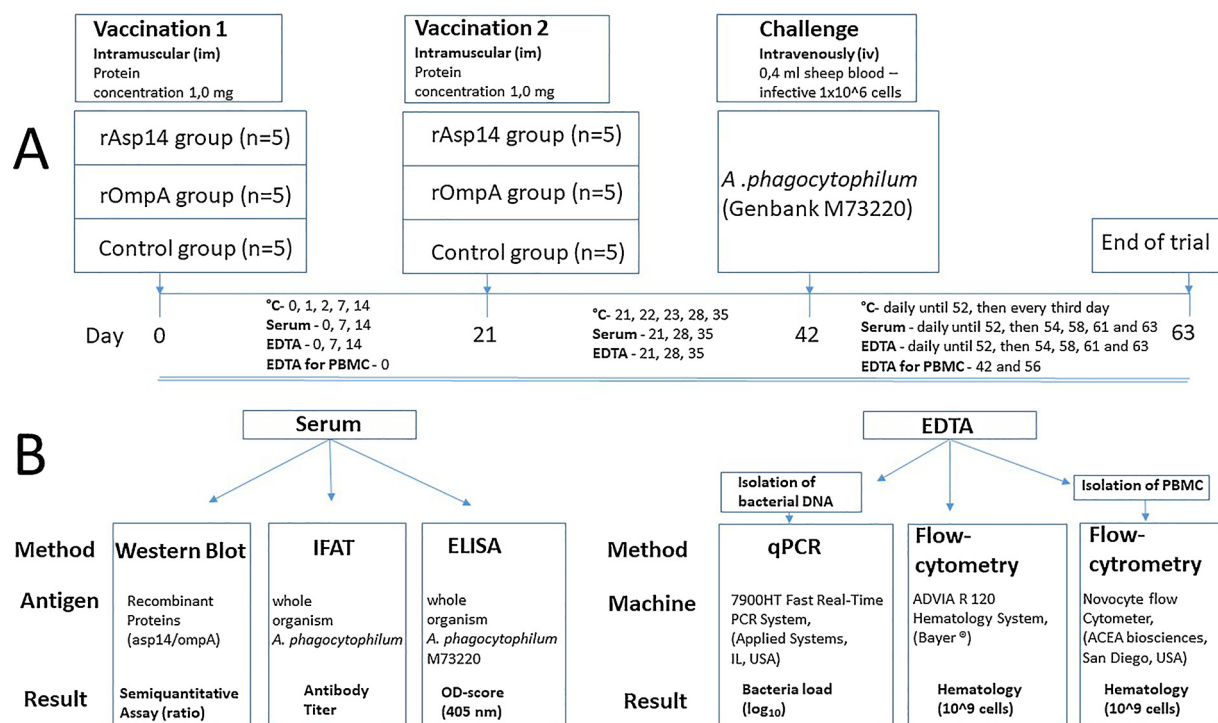 A
Vaccination 1
Intramuscular (im)
Protein
concentration 1,0 mg
Vaccination 2
Intramuscular (im)
Protein
concentration 1,0 mg
Challenge
Intravenously (iv)
0,4 ml sheep blood –
infective 1x10^6 cells
rAsp14 group (n=5)
rOmpA group (n=5)
Control group (n=5)
rAsp14 group (n=5)
rOmpA group (n=5)
Control group (n=5)
A .phagocytophilum
(Genbank M73220)
End of trial
Day
0
°C- 0, 1, 2, 7, 14
Serum - 0, 7, 14
EDTA - 0, 7, 14
EDTA for PBMC - 0
21
°C- 21, 22, 23, 28, 35
Serum - 21, 28, 35
EDTA - 21, 28, 35
42
°C- daily until 52, then every third day
Serum - daily until 52, then 54, 58, 61 and 63
EDTA - daily until 52, then 54, 58, 61 and 63
EDTA for PBMC - 42 and 56
63
B
Serum
Method
Western Blot
IFAT
ELISA
Antigen
Recombinant
Proteins
(asp14/ompA)
whole
organism
A. phagocytophilum
whole
organism
A. phagocytophilum
M73220
Result
Semiquantitative
Assay (ratio)
Antibody
Titer
OD-score
(405 nm)
EDTA
Isolation of
bacterial DNA
Isolation of PBMC
Method
qPCR
Flow-
cytometry
Flow-
cytrometry
Machine
7900HT Fast Real-Time
PCR System,
(Applied Systems,
IL, USA)
ADVIA R 120
Hematology System,
(Bayer ®)
Novocyte flow
Cytometer,
(ACEA biosciences,
San Diego, USA)
Result
Bacteria load
(log10)
Hematology
(10^9 cells)
Hematology
(10^9 cells)